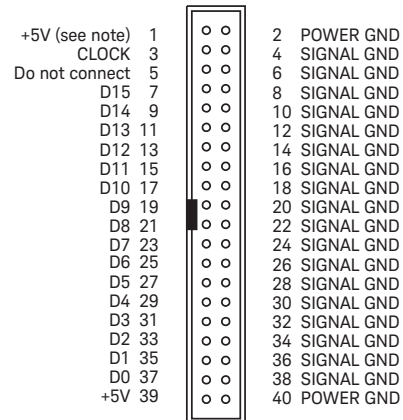 +5V (see note) 1 2 POWER GND
CLOCK 3 4 SIGNAL GND
Do not connect 5 6 SIGNAL GND
D15 7 8 SIGNAL GND
D14 9 10 SIGNAL GND
D13 11 12 SIGNAL GND
D12 13 14 SIGNAL GND
D11 15 16 SIGNAL GND
D10 17 18 SIGNAL GND
D9 19 20 SIGNAL GND
D8 21 22 SIGNAL GND
D7 23 24 SIGNAL GND
D6 25 26 SIGNAL GND
D5 27 28 SIGNAL GND
D4 29 30 SIGNAL GND
D3 31 32 SIGNAL GND
D2 33 34 SIGNAL GND
D1 35 36 SIGNAL GND
D0 37 38 SIGNAL GND
+5V 39 40 POWER GND